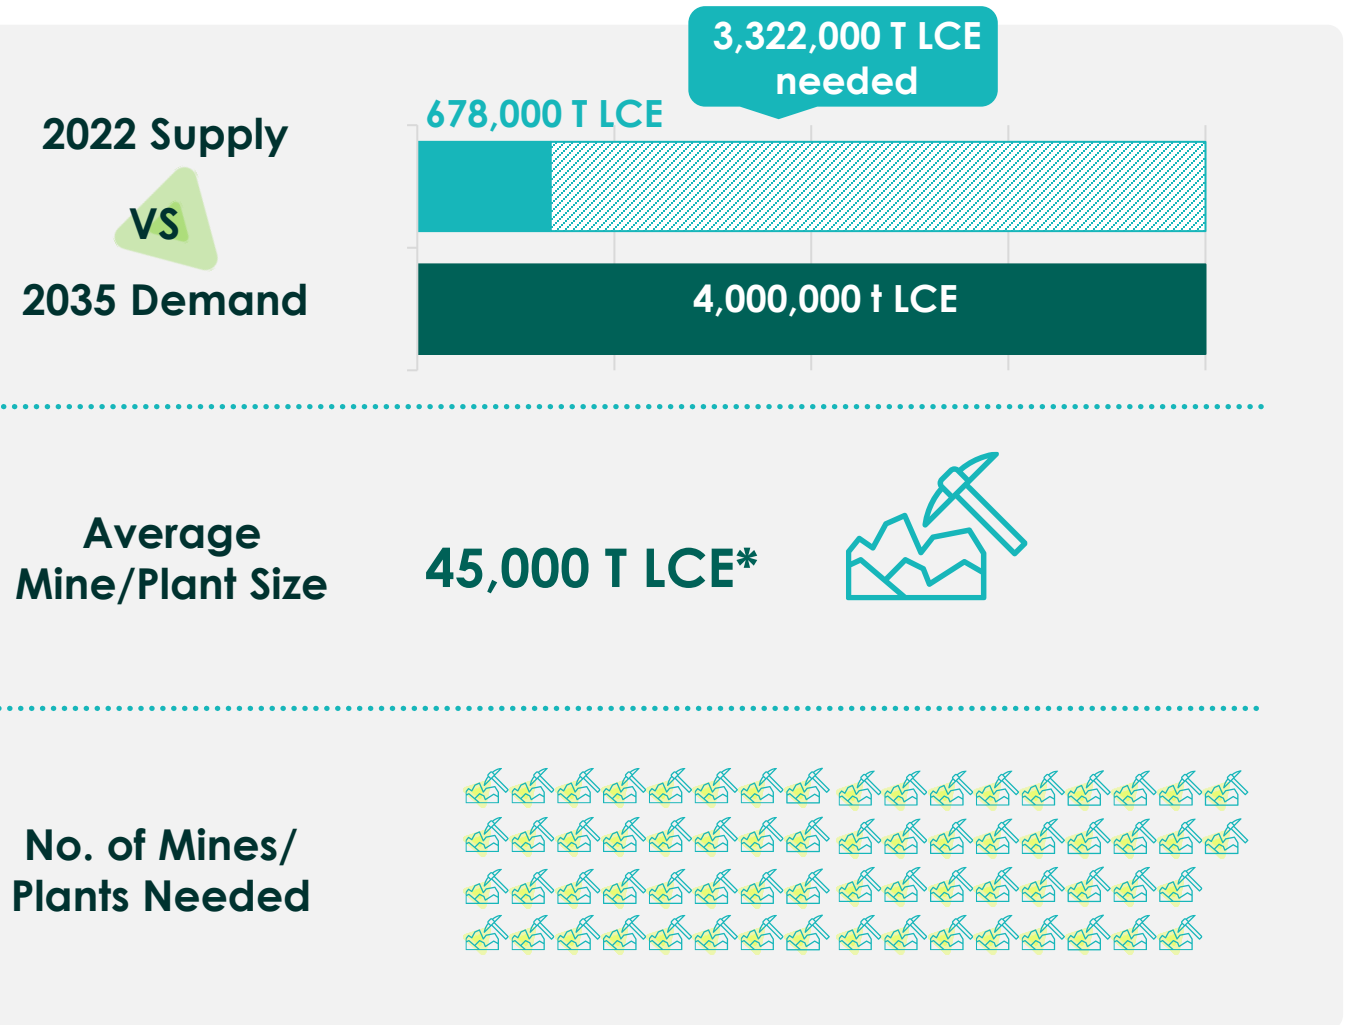 3,322,000 T LCE
needed
678,000 T LCE
2022 Supply
VS
2035 Demand
4,000,000 t LCE
Average
Mine/Plant Size
45,000 T LCE*
No. of Mines/
Plants Needed